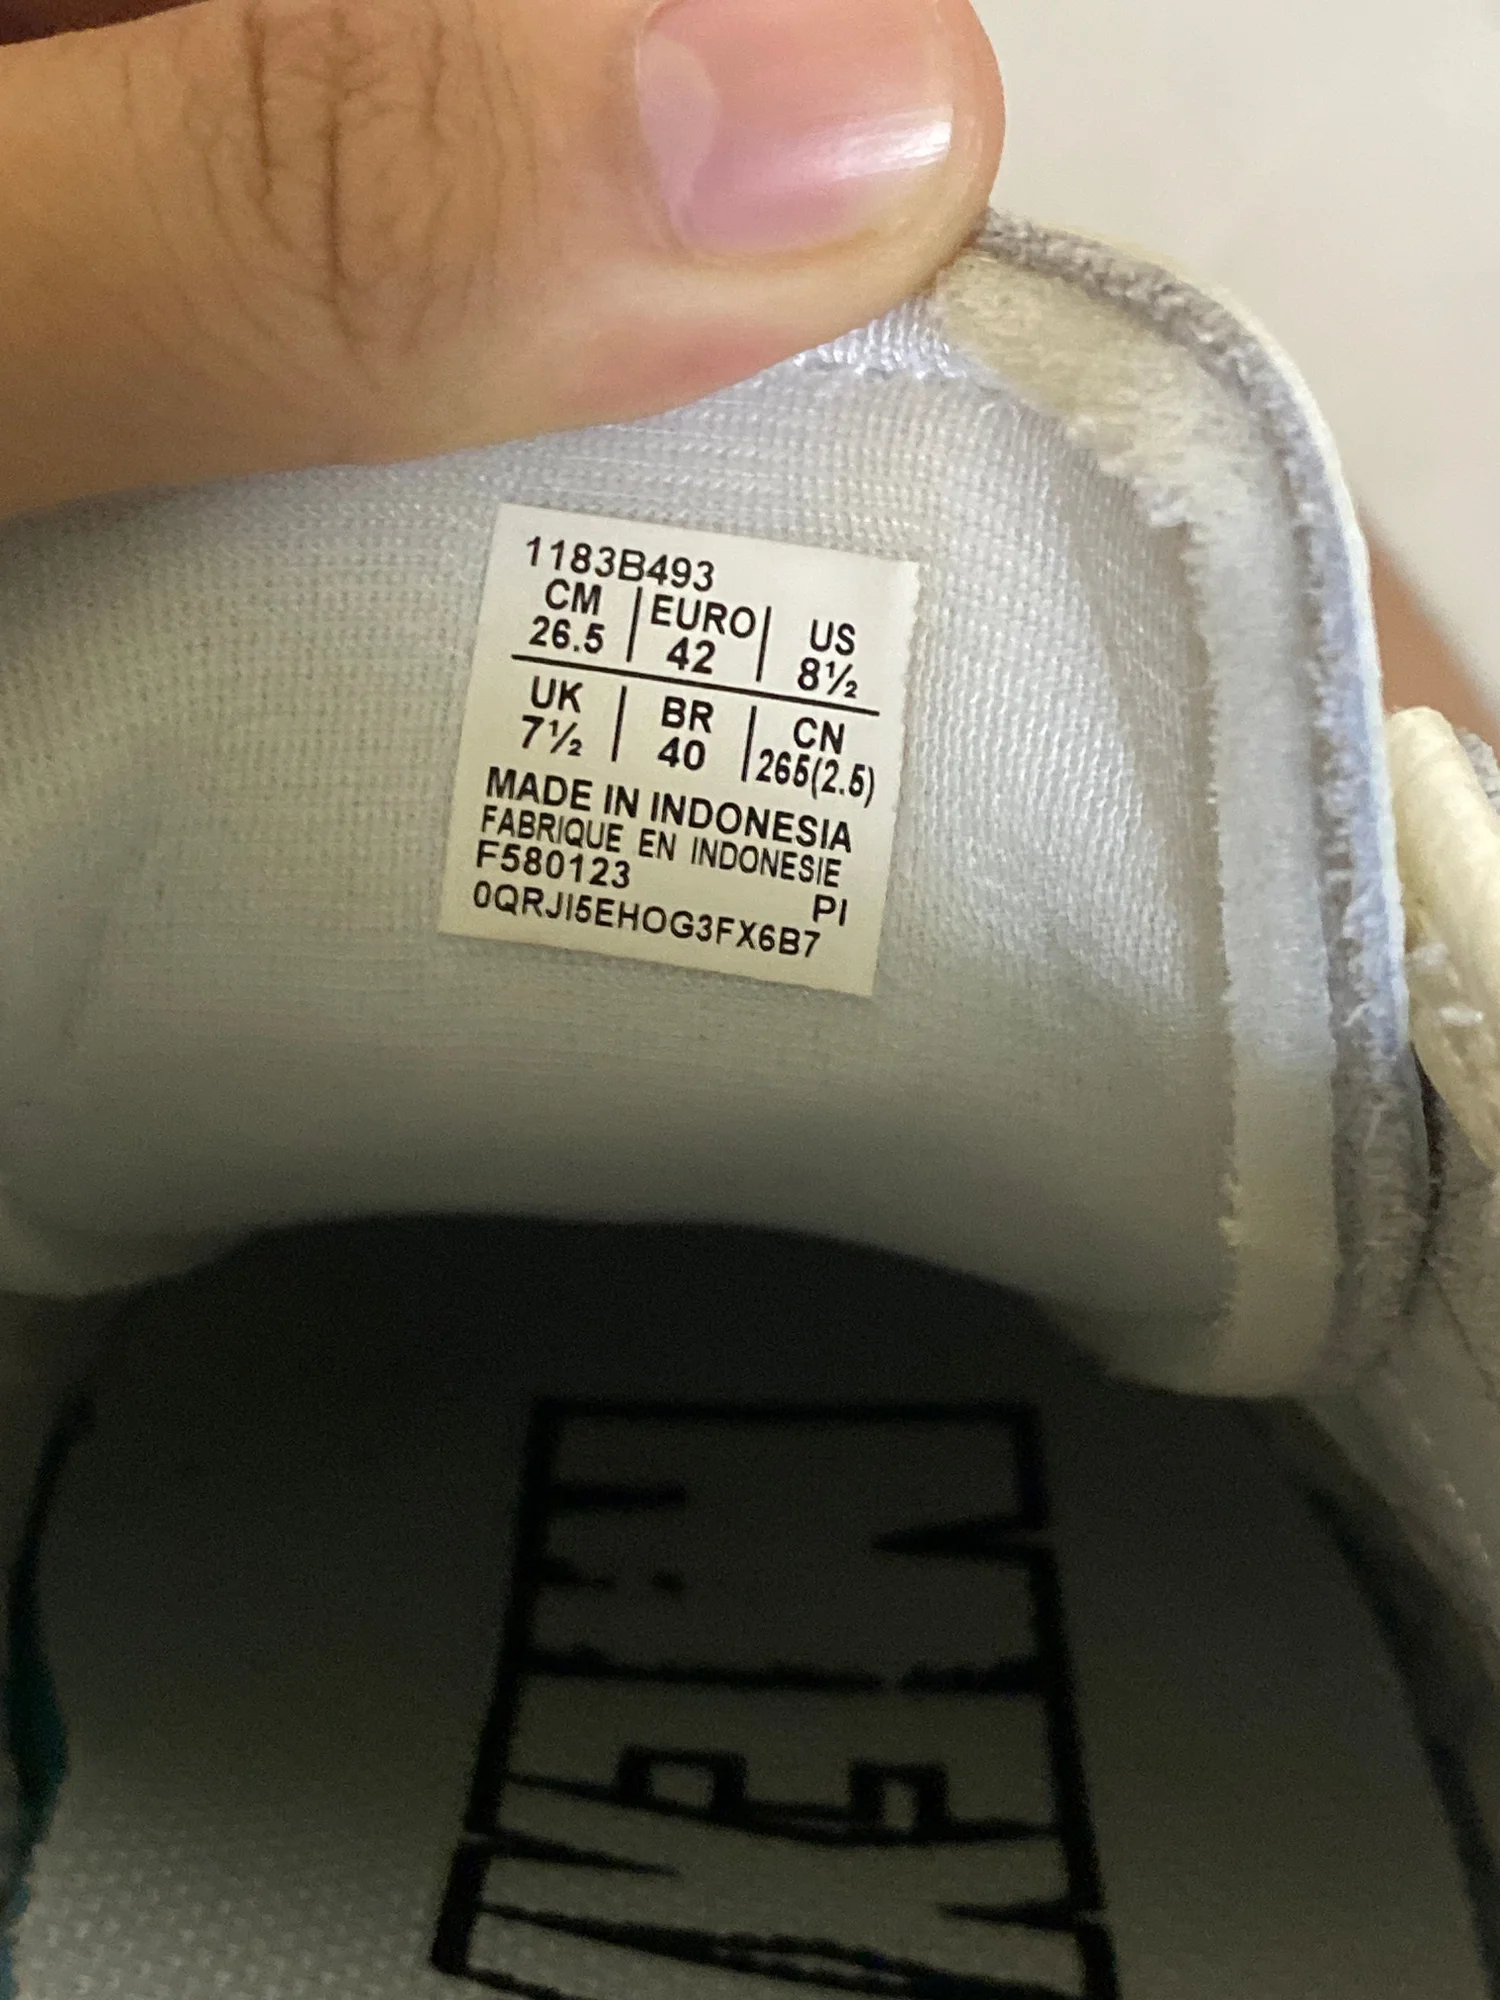 1183B493
CM | EURO | US
26.5 | 42 | 8½
UK | BR | CN
7½ | 40 | 265(2.5)
MADE IN INDONESIA
FABRIQUE EN INDONESIE
F580123 PI
0QRJI5EHOG3FX6B7